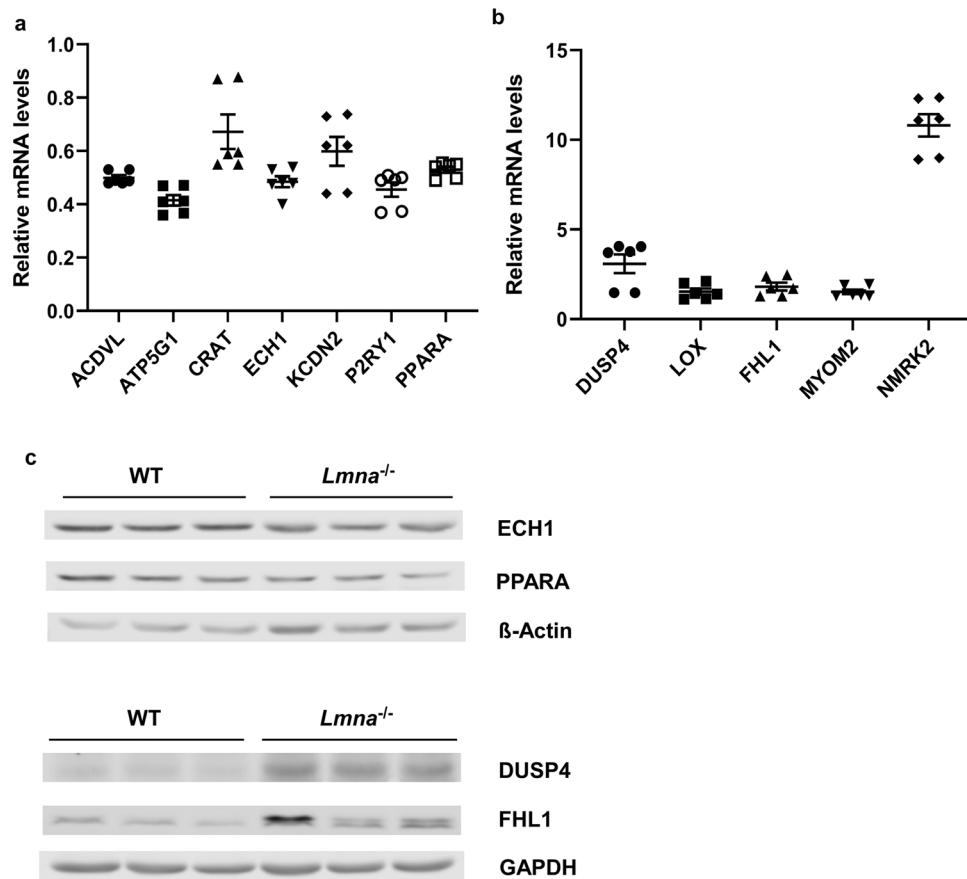 a
Relative mRNA levels
1.0
0.8
0.6
0.4
0.2
0.0
ACDVL
ATP5G1
CRAT
ECH1
KCDN2
P2RY1
PPARA
b
Relative mRNA levels
15
10
5
0
DUSP4
LOX
FHL1
MYOM2
NMRK2
c
WT Lmna-/-
ECH1
PPARA
ß-Actin
WT Lmna-/-
DUSP4
FHL1
GAPDH